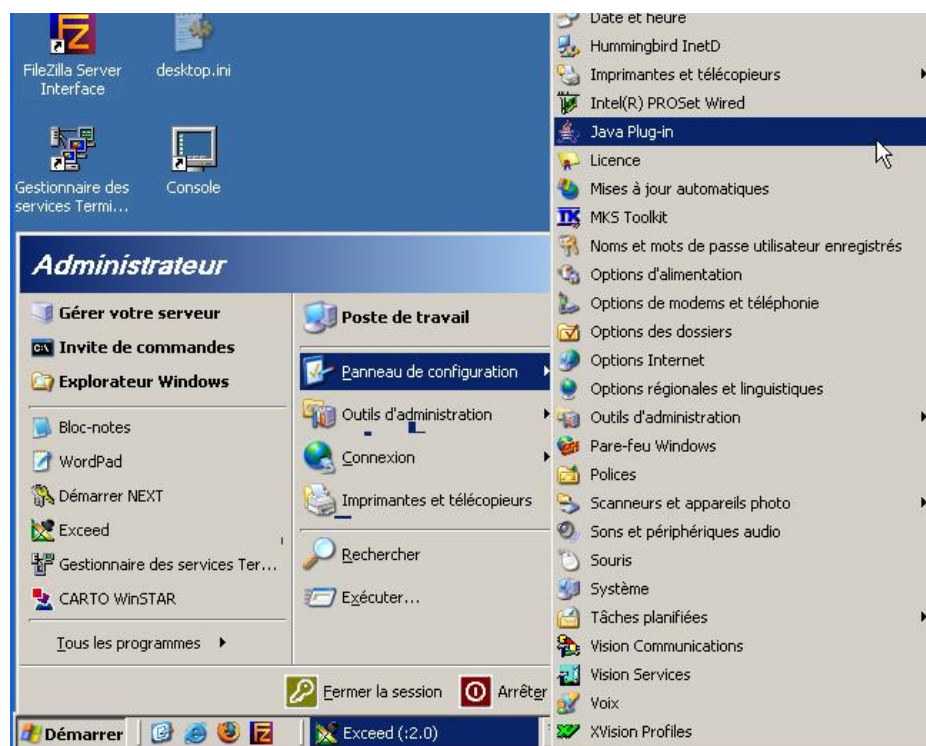 FileZilla Server
Interface
desktop.ini
Gestionnaire des
services Termi...
Console
Administrateur
Gérer votre serveur
Invite de commandes
Explorateur Windows
Bloc-notes
WordPad
Démarrer NEXT
Exceed
Gestionnaire des services Ter...
CARTO WinSTAR
Tous les programmes
Poste de travail
Panneau de configuration
Outils d'administration
Connexion
Imprimantes et télécopieurs
Rechercher
Exécuter...
Fermer la session
Arrêter
Démarrer
Exceed (:2.0)
Date et heure
Hummingbird InetD
Imprimantes et télécopieurs
Intel(R) PROSet Wired
Java Plug-in
Licence
Mises à jour automatiques
MKS Toolkit
Noms et mots de passe utilisateur enregistrés
Options d'alimentation
Options de modems et téléphonie
Options des dossiers
Options Internet
Options régionales et linguistiques
Outils d'administration
Pare-feu Windows
Polices
Scanneurs et appareils photo
Sons et périphériques audio
Souris
Système
Tâches planifiées
Vision Communications
Vision Services
Voix
XVision Profiles